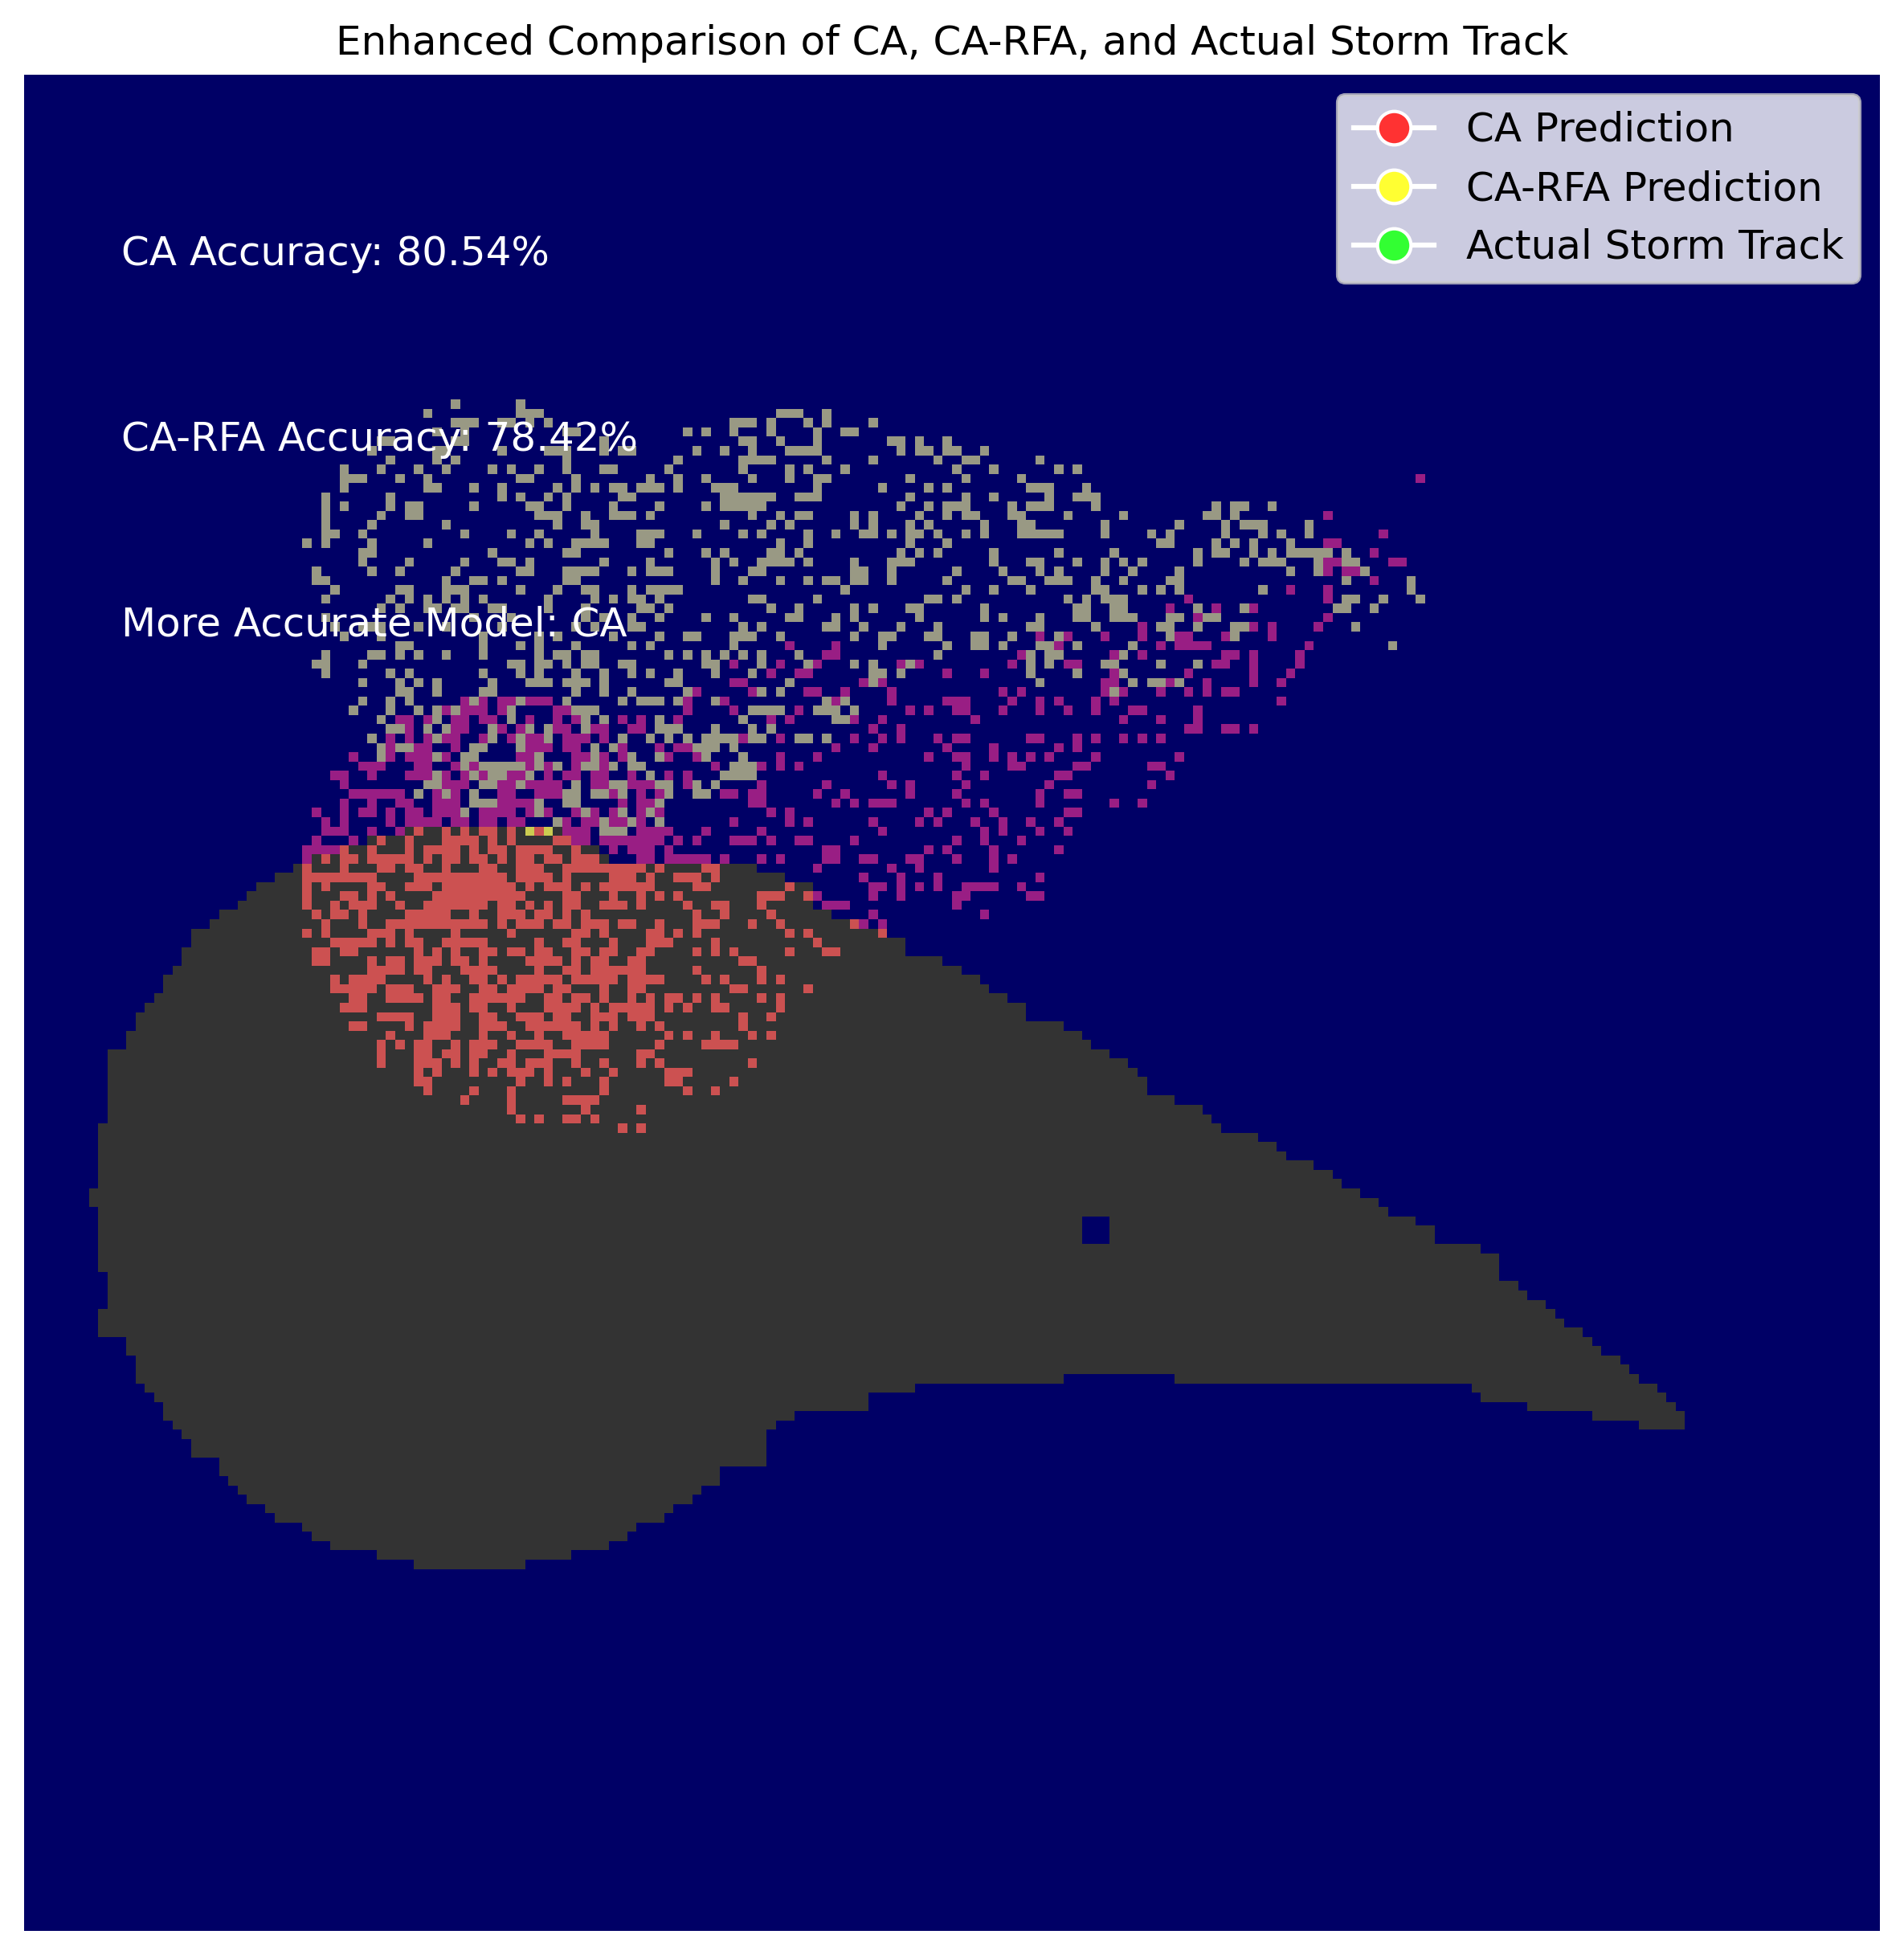 Enhanced Comparison of CA, CA-RFA, and Actual Storm Track
CA Prediction
CA-RFA Prediction
Actual Storm Track
CA Accuracy: 80.54%
CA-RFA Accuracy: 78.42%
More Accurate Model: CA